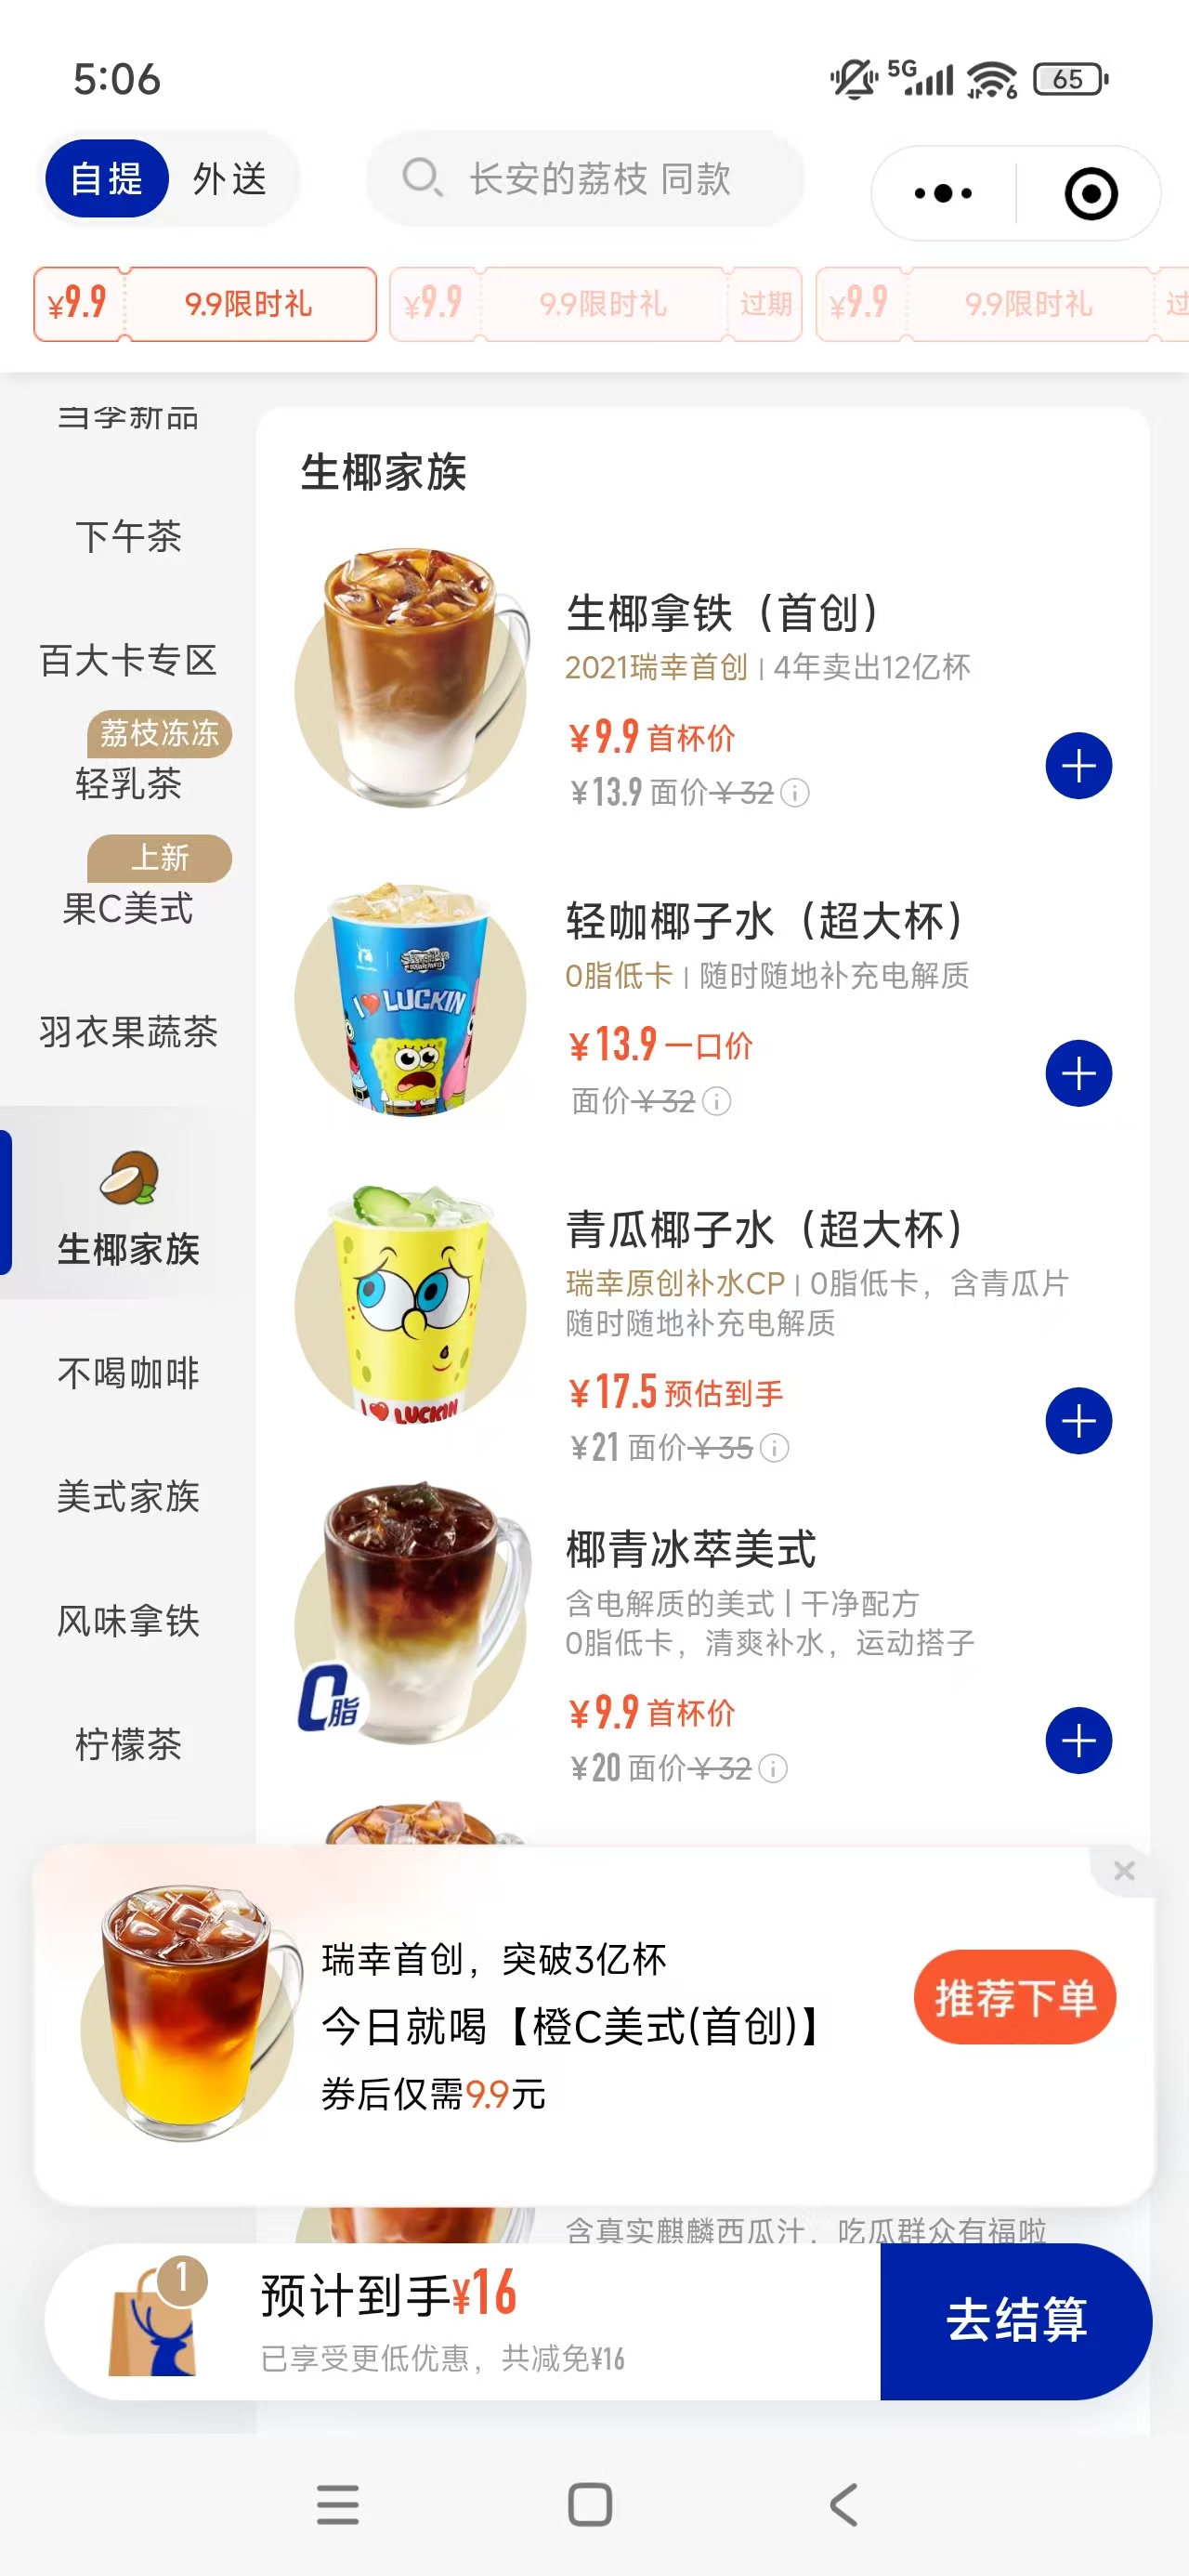 5:06
5G
6
65
自提
外送
长安的荔枝 同款
¥9.9 9.9限时礼
¥9.9 9.9限时礼 过期
¥9.9 9.9限时礼 过
当季新品
下午茶
百大卡专区
荔枝冻冻
轻乳茶
上新
果C美式
羽衣果蔬茶
生椰家族
不喝咖啡
美式家族
风味拿铁
柠檬茶
生椰家族
生椰拿铁（首创）
2021瑞幸首创 | 4年卖出12亿杯
¥9.9 首杯价
¥13.9 面价¥32
I ❤ LUCKIN
轻咖椰子水（超大杯）
0脂低卡 | 随时随地补充电解质
¥13.9 一口价
面价¥32
I ❤ LUCKIN
青瓜椰子水（超大杯）
瑞幸原创补水CP | 0脂低卡，含青瓜片
随时随地补充电解质
¥17.5 预估到手
¥21 面价¥35
0脂
椰青冰萃美式
含电解质的美式 | 干净配方
0脂低卡，清爽补水，运动搭子
¥9.9 首杯价
¥20 面价¥32
瑞幸首创，突破3亿杯
今日就喝【橙C美式(首创)】
券后仅需9.9元
推荐下单
含真实麒麟西瓜汁，吃瓜群众有福啦
1
预计到手¥16
已享受更低优惠，共减免¥16
去结算